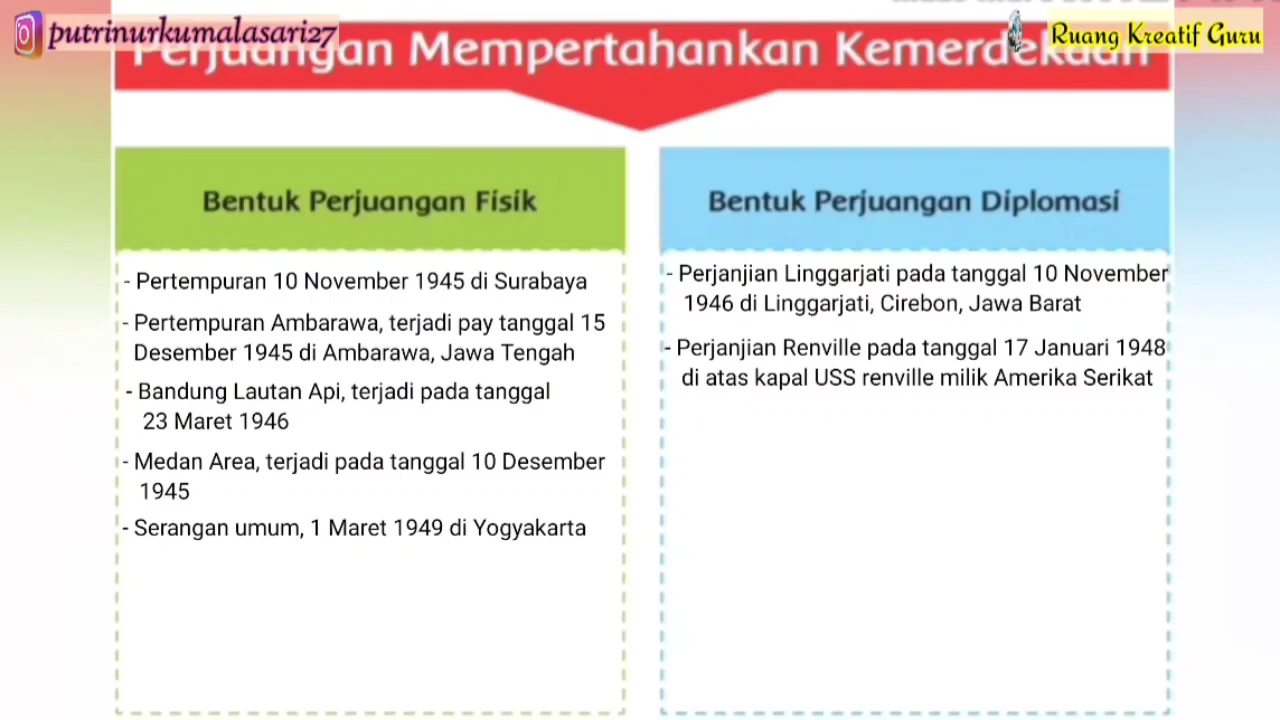 putrinurkumalasari27
Ruang Kreatif Guru
Perjuangan Mempertahankan Kemerdekaan
Bentuk Perjuangan Fisik
- Pertempuran 10 November 1945 di Surabaya
- Pertempuran Ambarawa, terjadi pay tanggal 15
Desember 1945 di Ambarawa, Jawa Tengah
- Bandung Lautan Api, terjadi pada tanggal
23 Maret 1946
- Medan Area, terjadi pada tanggal 10 Desember
1945
- Serangan umum, 1 Maret 1949 di Yogyakarta
Bentuk Perjuangan Diplomasi
- Perjanjian Linggarjati pada tanggal 10 November
1946 di Linggarjati, Cirebon, Jawa Barat
- Perjanjian Renville pada tanggal 17 Januari 1948
di atas kapal USS renville milik Amerika Serikat